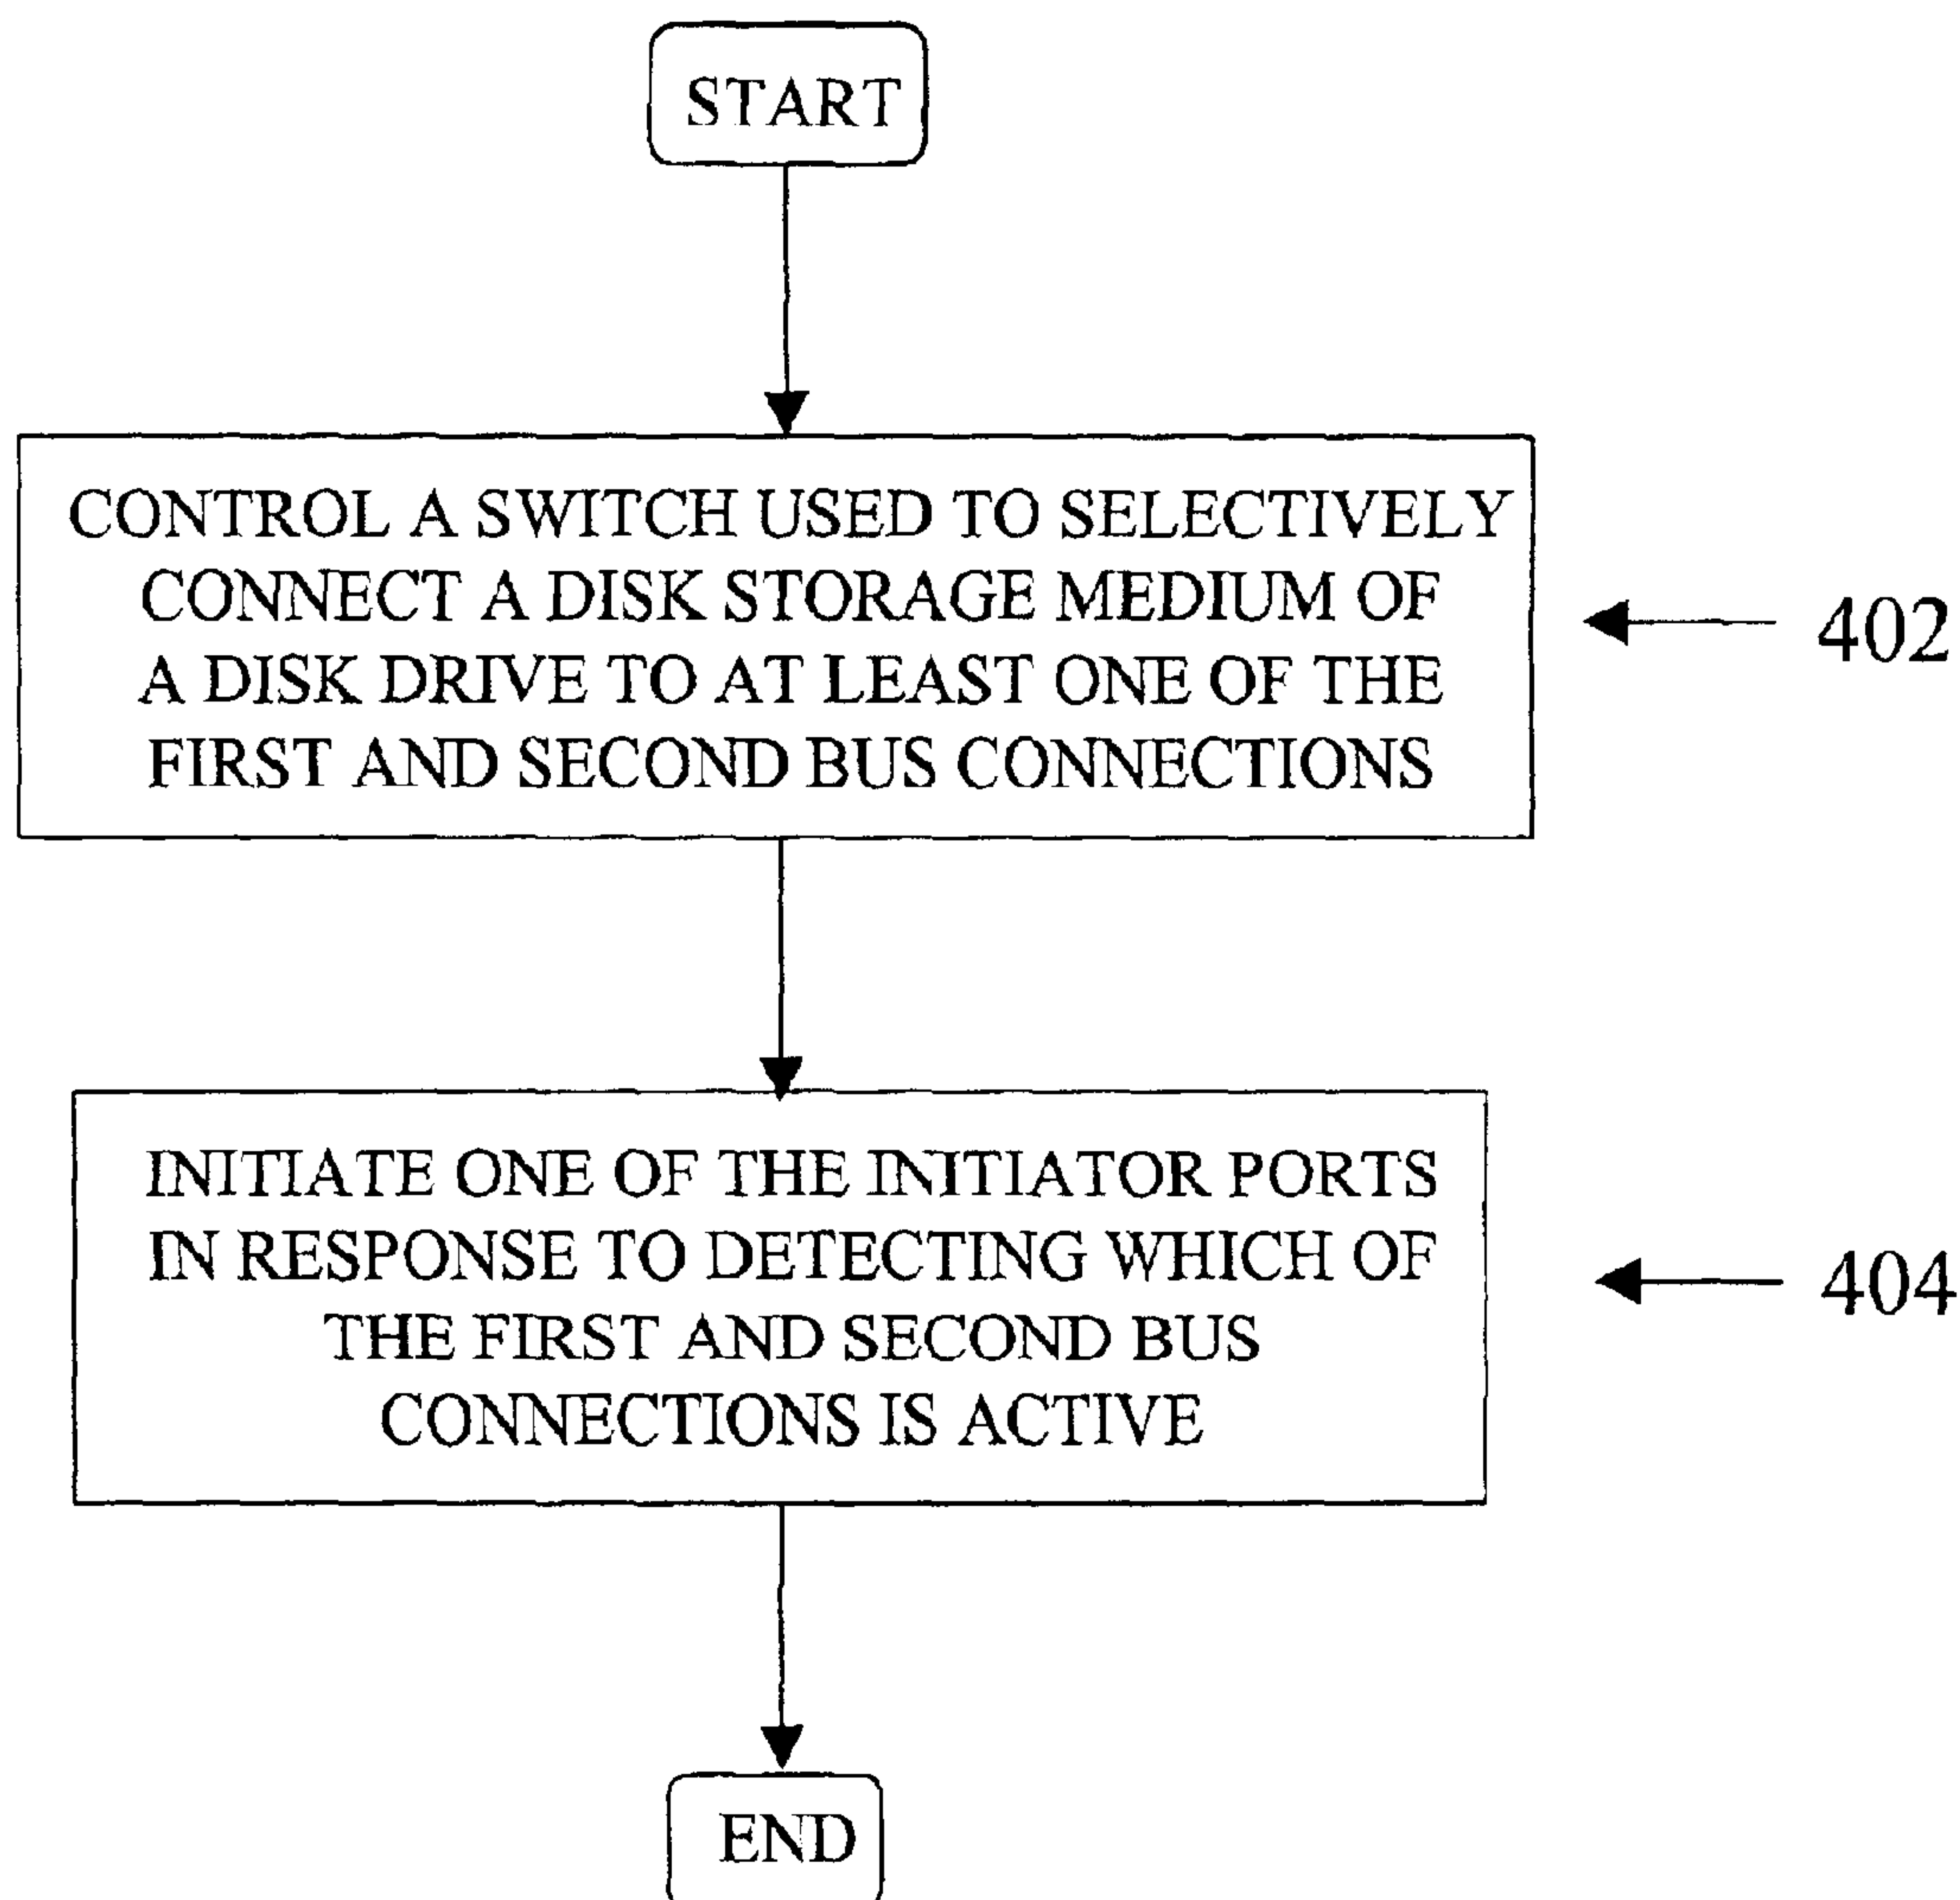 START
CONTROL A SWITCH USED TO SELECTIVELY
CONNECT A DISK STORAGE MEDIUM OF
A DISK DRIVE TO AT LEAST ONE OF THE
FIRST AND SECOND BUS CONNECTIONS
402
INITIATE ONE OF THE INITIATOR PORTS
IN RESPONSE TO DETECTING WHICH OF
THE FIRST AND SECOND BUS
CONNECTIONS IS ACTIVE
404
END